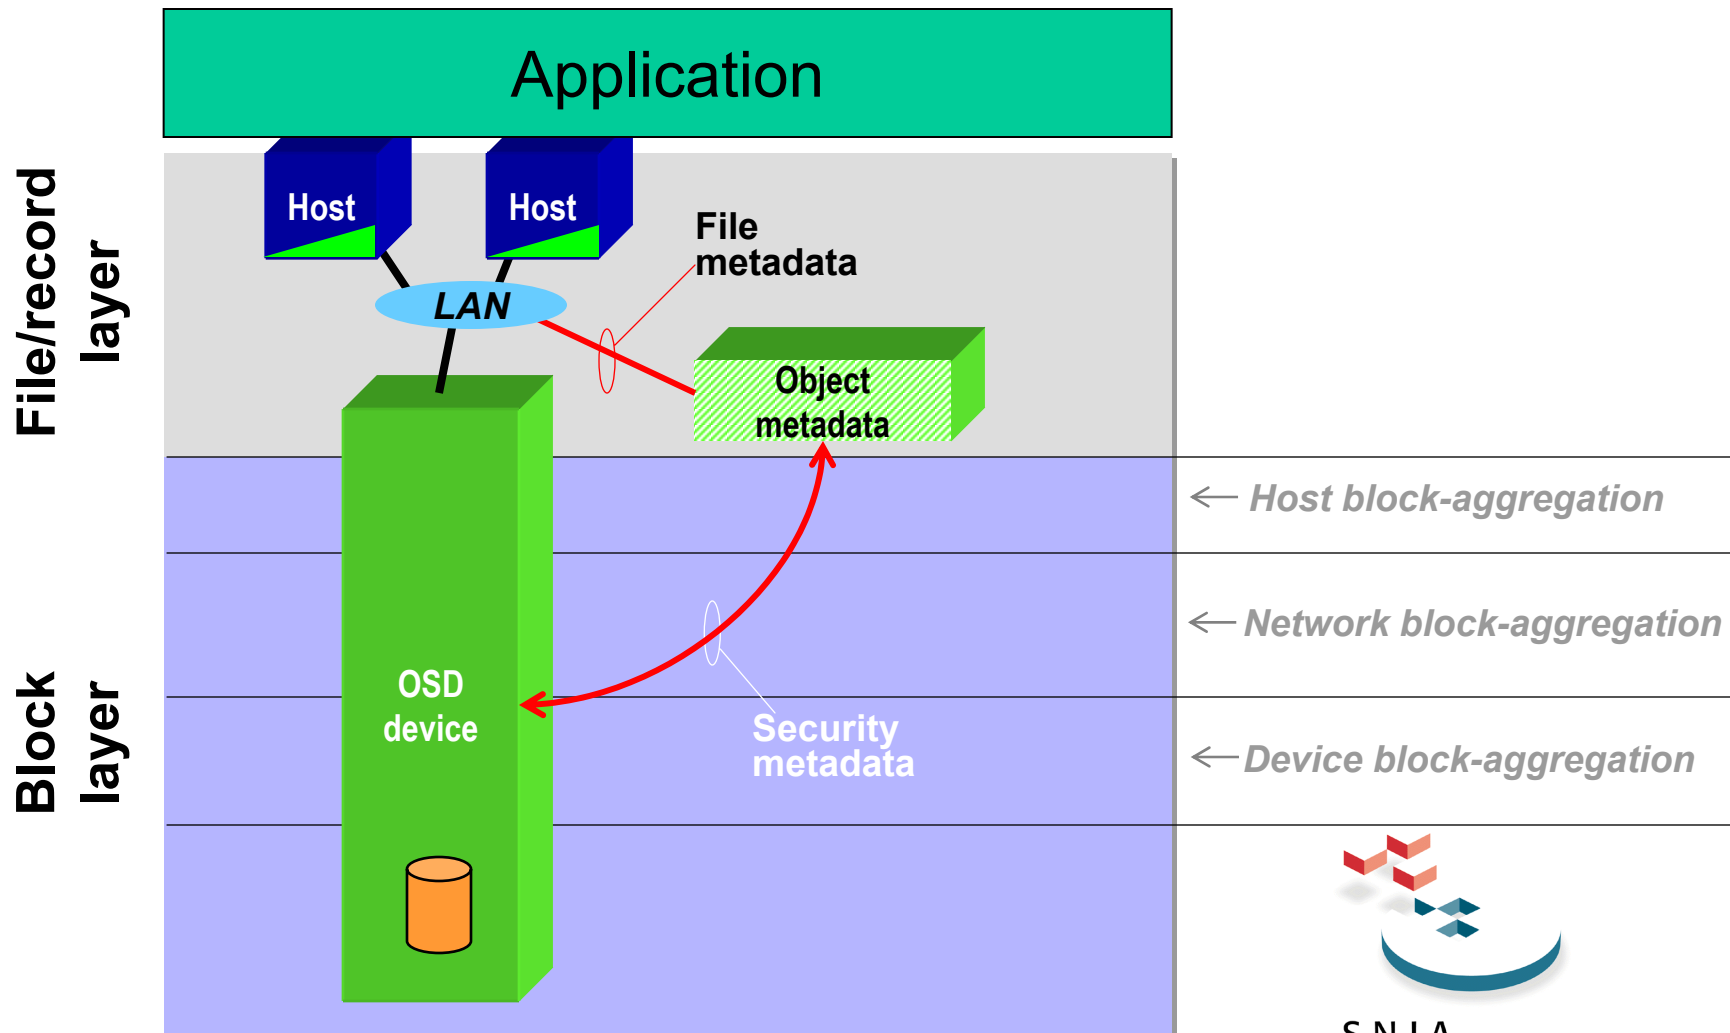 Application
File/record
layer
Host
Host
File
metadata
LAN
Object
metadata
Host block-aggregation
Network block-aggregation
Block
layer
OSD
device
Security
metadata
Device block-aggregation
SNIA